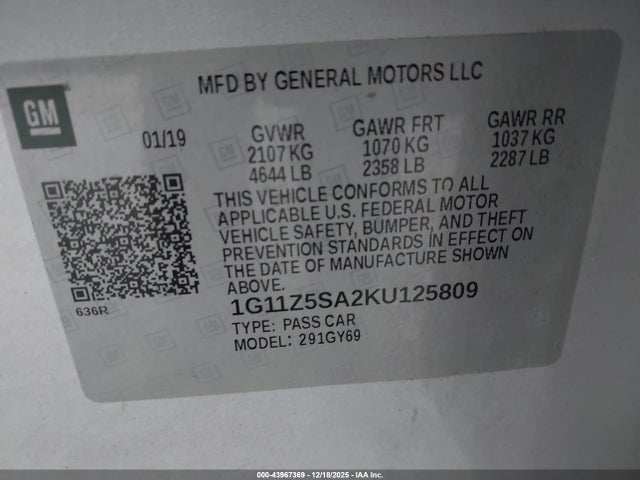 GM
MFD BY GENERAL MOTORS LLC
01/19 GVWR GAWR FRT GAWR RR
2107 KG 1070 KG 1037 KG
4644 LB 2358 LB 2287 LB
THIS VEHICLE CONFORMS TO ALL
APPLICABLE U.S. FEDERAL MOTOR
VEHICLE SAFETY, BUMPER, AND THEFT
PREVENTION STANDARDS IN EFFECT ON
THE DATE OF MANUFACTURE SHOWN
ABOVE.
636R
1G11Z5SA2KU125809
TYPE: PASS CAR
MODEL: 291GY69
000-43967369 - 12/18/2025 - IAA Inc.